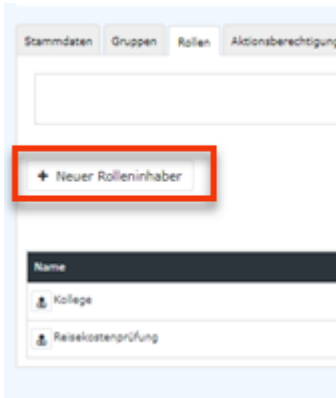 Stammdaten Gruppen Rollen Aktionsberechtigung
+ Neuer Rolleninhaber
Name
Kollege
Reisekostenprüfung